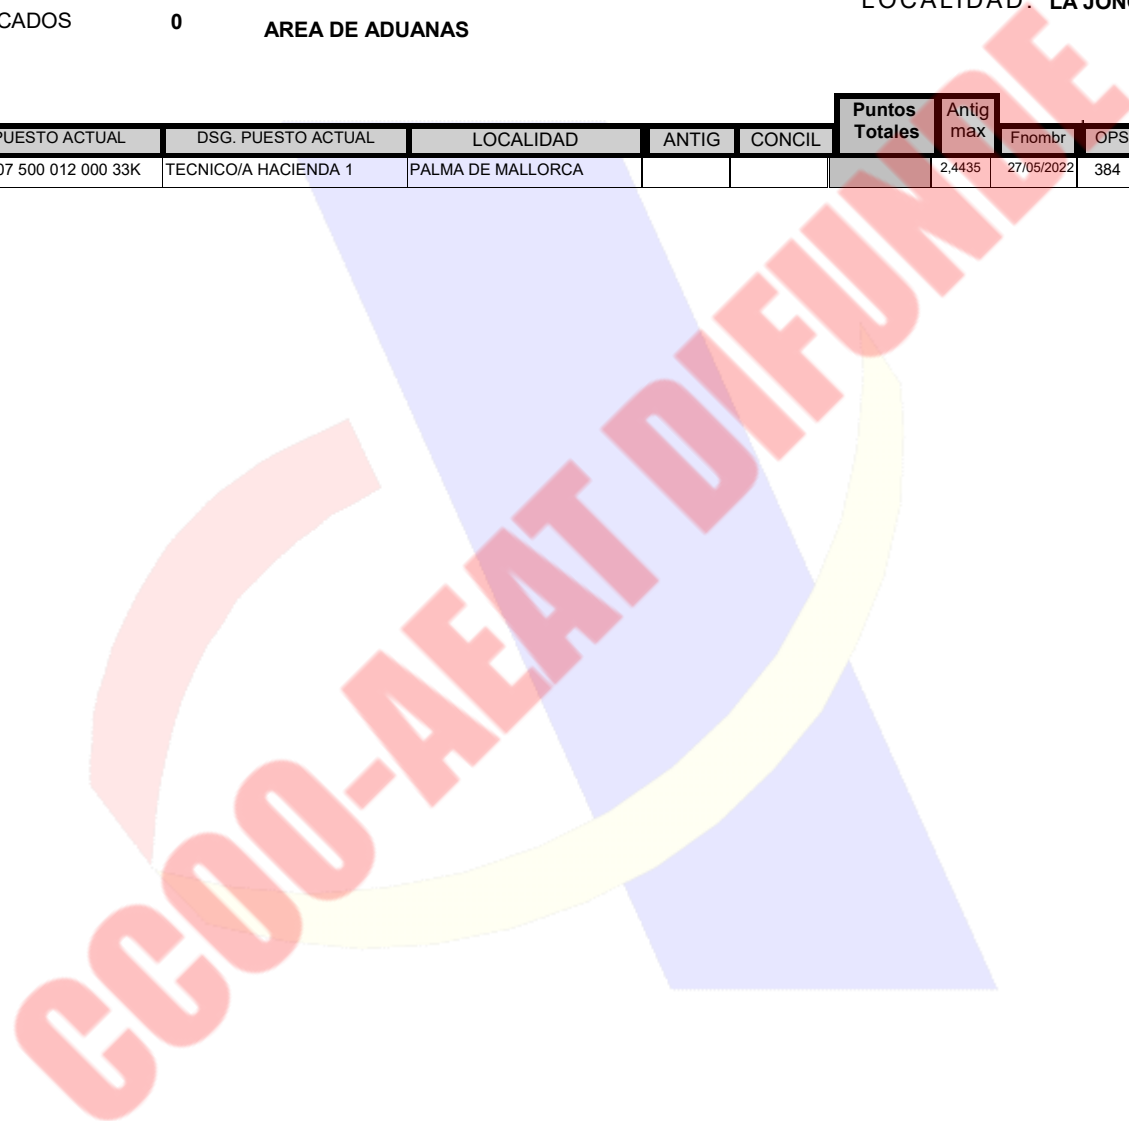 LOCALIDAD: LA JONQ
CADOS 0 AREA DE ADUANAS
Puntos Totales Antig max
PUESTO ACTUAL DSG. PUESTO ACTUAL LOCALIDAD ANTIG CONCIL Fnombr OPS
07 500 012 000 33K TECNICO/A HACIENDA 1 PALMA DE MALLORCA 2,4435 27/05/2022 384
CCOO-AEAT DIFUNDE